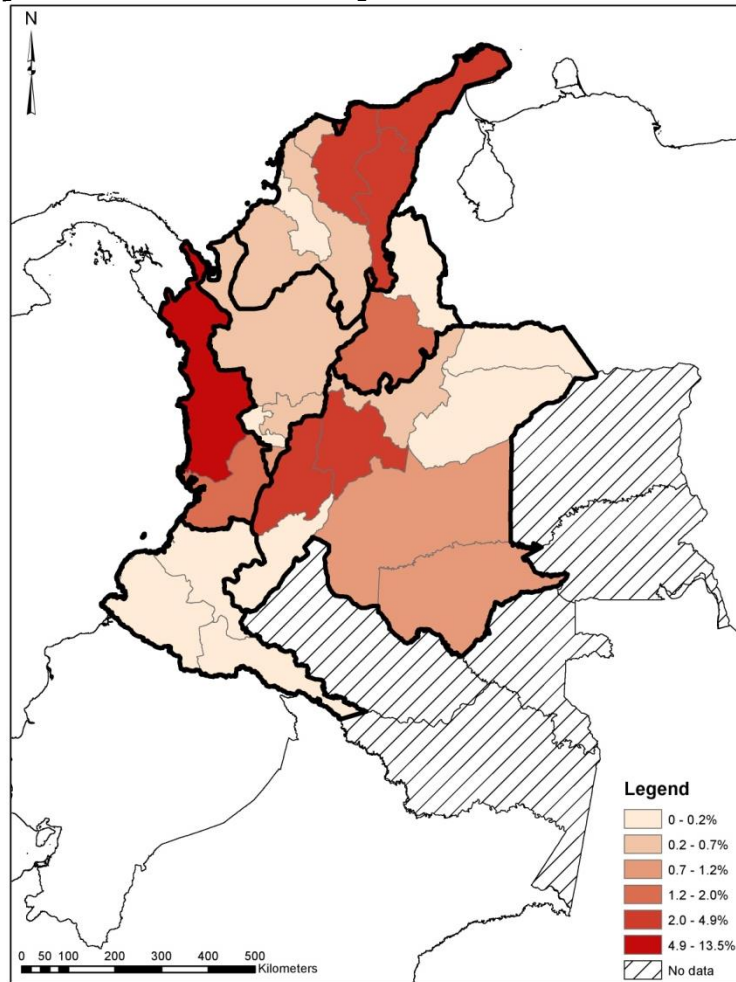 N
Legend
0 - 0.2%
0.2 - 0.7%
0.7 - 1.2%
1.2 - 2.0%
2.0 - 4.9%
4.9 - 13.5%
No data
0 50 100 200 300 400 500
Kilometers